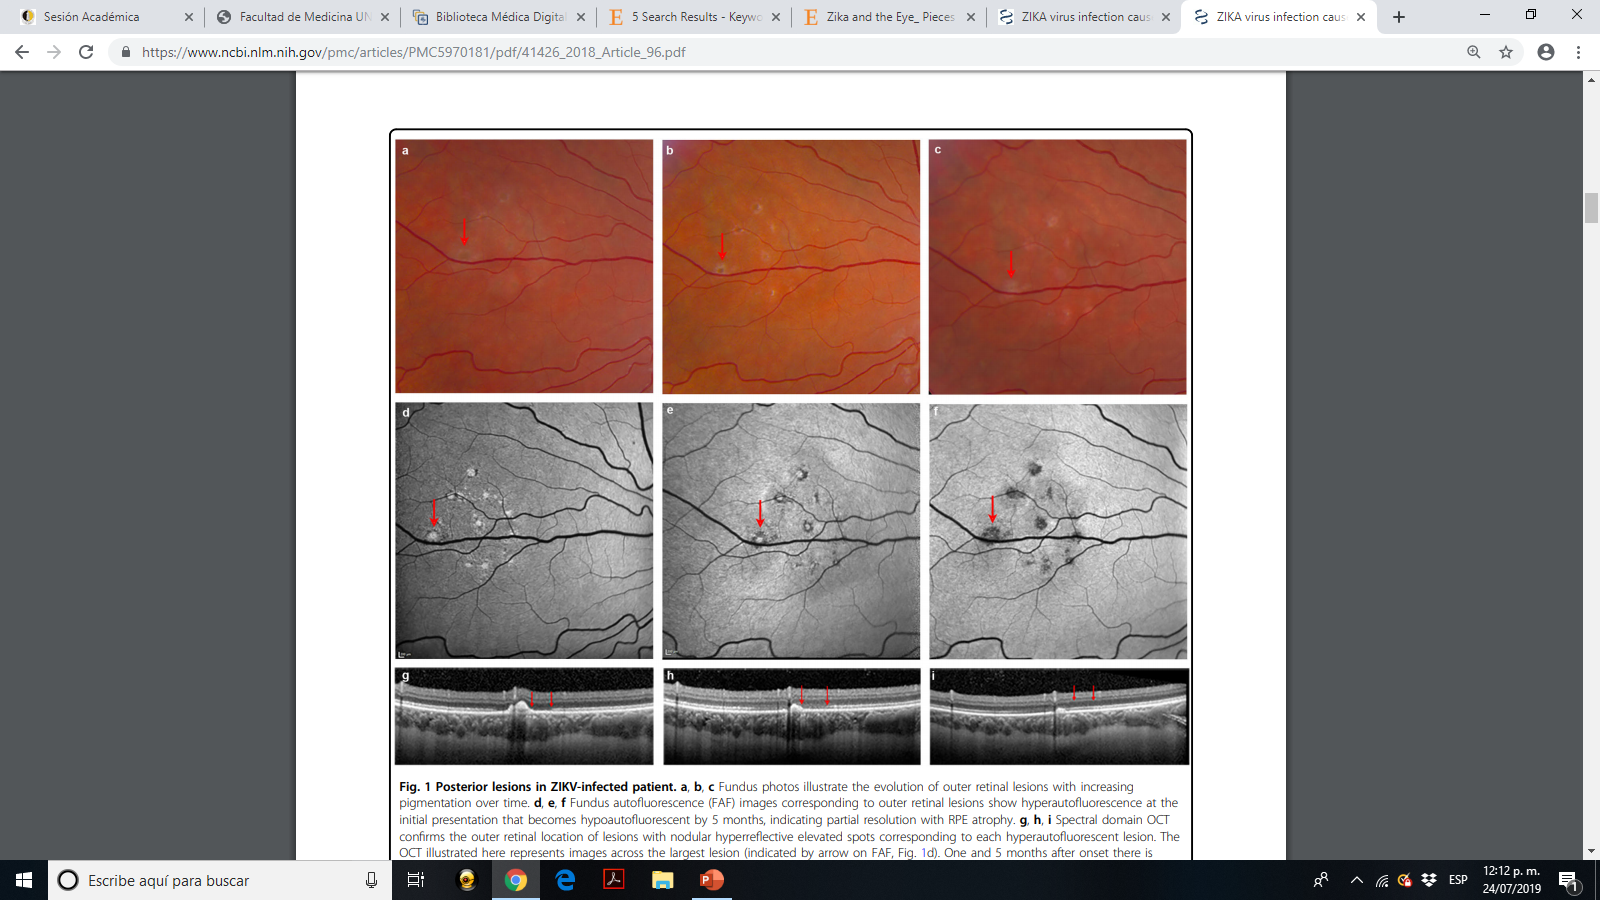 Sesión Académica
Facultad de Medicina UN
Biblioteca Médica Digital
5 Search Results - Keywo
Zika and the Eye_ Pieces
ZIKA virus infection caus
ZIKA virus infection caus
https://www.ncbi.nlm.nih.gov/pmc/articles/PMC5970181/pdf/41426_2018_Article_96.pdf
a
b
c
d
e
f
g
h
i
Fig. 1 Posterior lesions in ZIKV-infected patient. a, b, c Fundus photos illustrate the evolution of outer retinal lesions with increasing
pigmentation over time. d, e, f Fundus autofluorescence (FAF) images corresponding to outer retinal lesions show hyperautofluorescence at the
initial presentation that becomes hypoautofluorescent by 5 months, indicating partial resolution with RPE atrophy. g, h, i Spectral domain OCT
confirms the outer retinal location of lesions with nodular hyperreflective elevated spots corresponding to each hyperautofluorescent lesion. The
OCT illustrated here represents images across the largest lesion (indicated by arrow on FAF, Fig. 1d). One and 5 months after onset there is
Escribe aquí para buscar
ESP
12:12 p. m.
24/07/2019
1